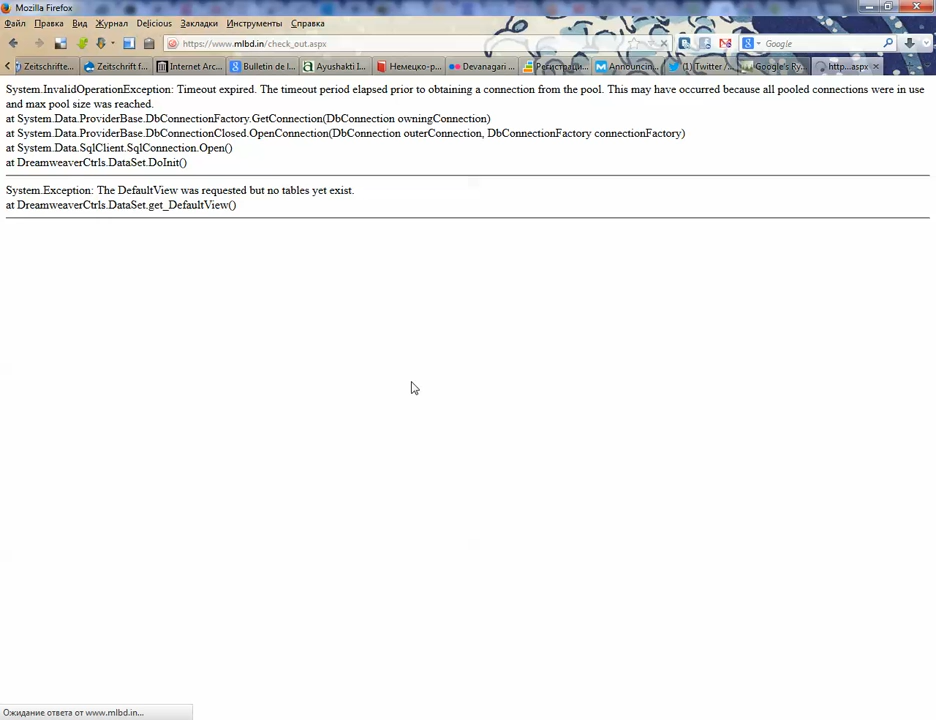 Mozilla Firefox
Файл Правка Вид Журнал Delicious Закладки Инструменты Справка
https://www.mlbd.in/check_out.aspx
Google
Zeitschrifte... Zeitschrift f... Internet Arc... Bulletin de l... Ayushakti I... Немецко-р... Devanagari ... Регистраци... Announcin... (1) Twitter / ... Google's Ry... http...aspx
System.InvalidOperationException: Timeout expired. The timeout period elapsed prior to obtaining a connection from the pool. This may have occurred because all pooled connections were in use
and max pool size was reached.
at System.Data.ProviderBase.DbConnectionFactory.GetConnection(DbConnection owningConnection)
at System.Data.ProviderBase.DbConnectionClosed.OpenConnection(DbConnection outerConnection, DbConnectionFactory connectionFactory)
at System.Data.SqlClient.SqlConnection.Open()
at DreamweaverCtrls.DataSet.DoInit()
System.Exception: The DefaultView was requested but no tables yet exist.
at DreamweaverCtrls.DataSet.get_DefaultView()
Ожидание ответа от www.mlbd.in...